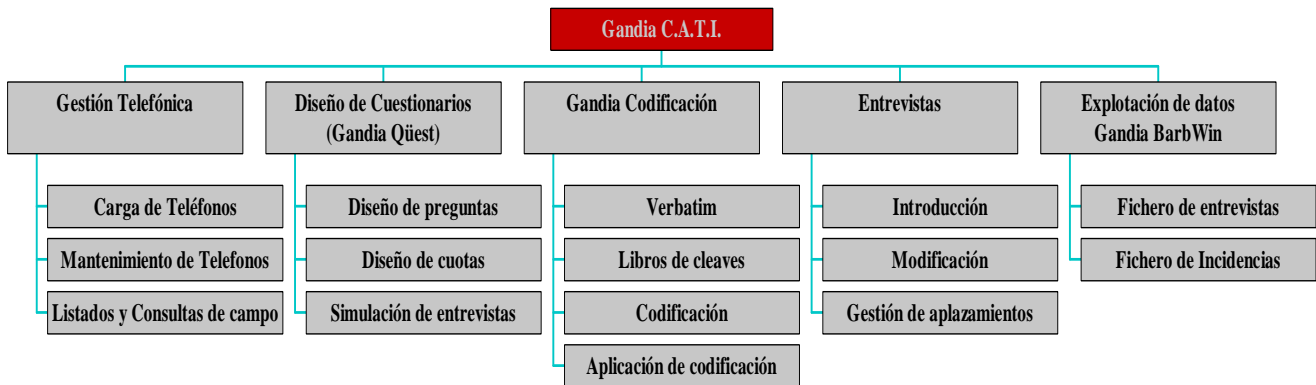 Gandia C.A.T.I.
Gestión Telefónica
Carga de Teléfonos
Mantenimiento de Telefonos
Listados y Consultas de campo
Diseño de Cuestionarios
(Gandia Qüest)
Diseño de preguntas
Diseño de cuotas
Simulación de entrevistas
Gandia Codificación
Verbatim
Libros de cleaves
Codificación
Aplicación de codificación
Entrevistas
Introducción
Modificación
Gestión de aplazamientos
Explotación de datos
Gandia BarbWin
Fichero de entrevistas
Fichero de Incidencias